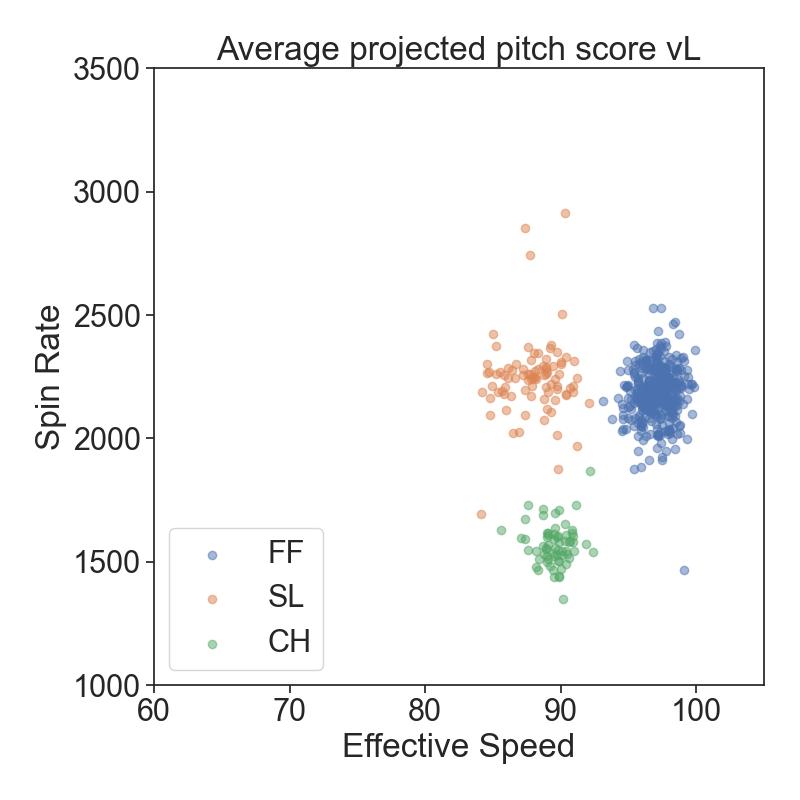 Average projected pitch score vL
3500
3000
2500
2000
1500
1000
Spin Rate
FF
SL
CH
60 70 80 90 100
Effective Speed